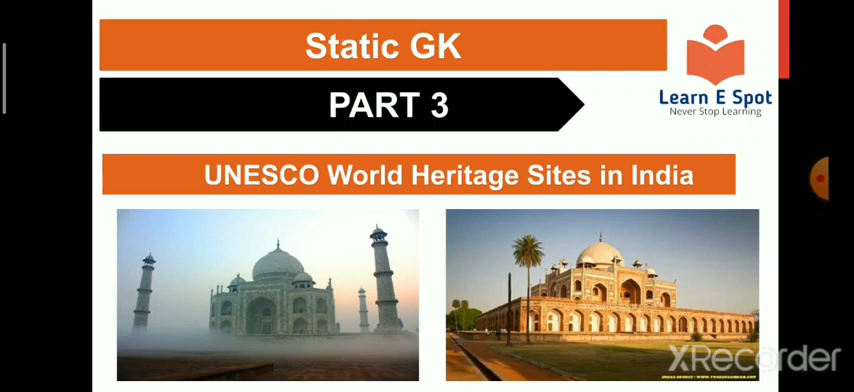 Static GK
PART 3
Learn E Spot
Never Stop Learning
UNESCO World Heritage Sites in India
XRecorder